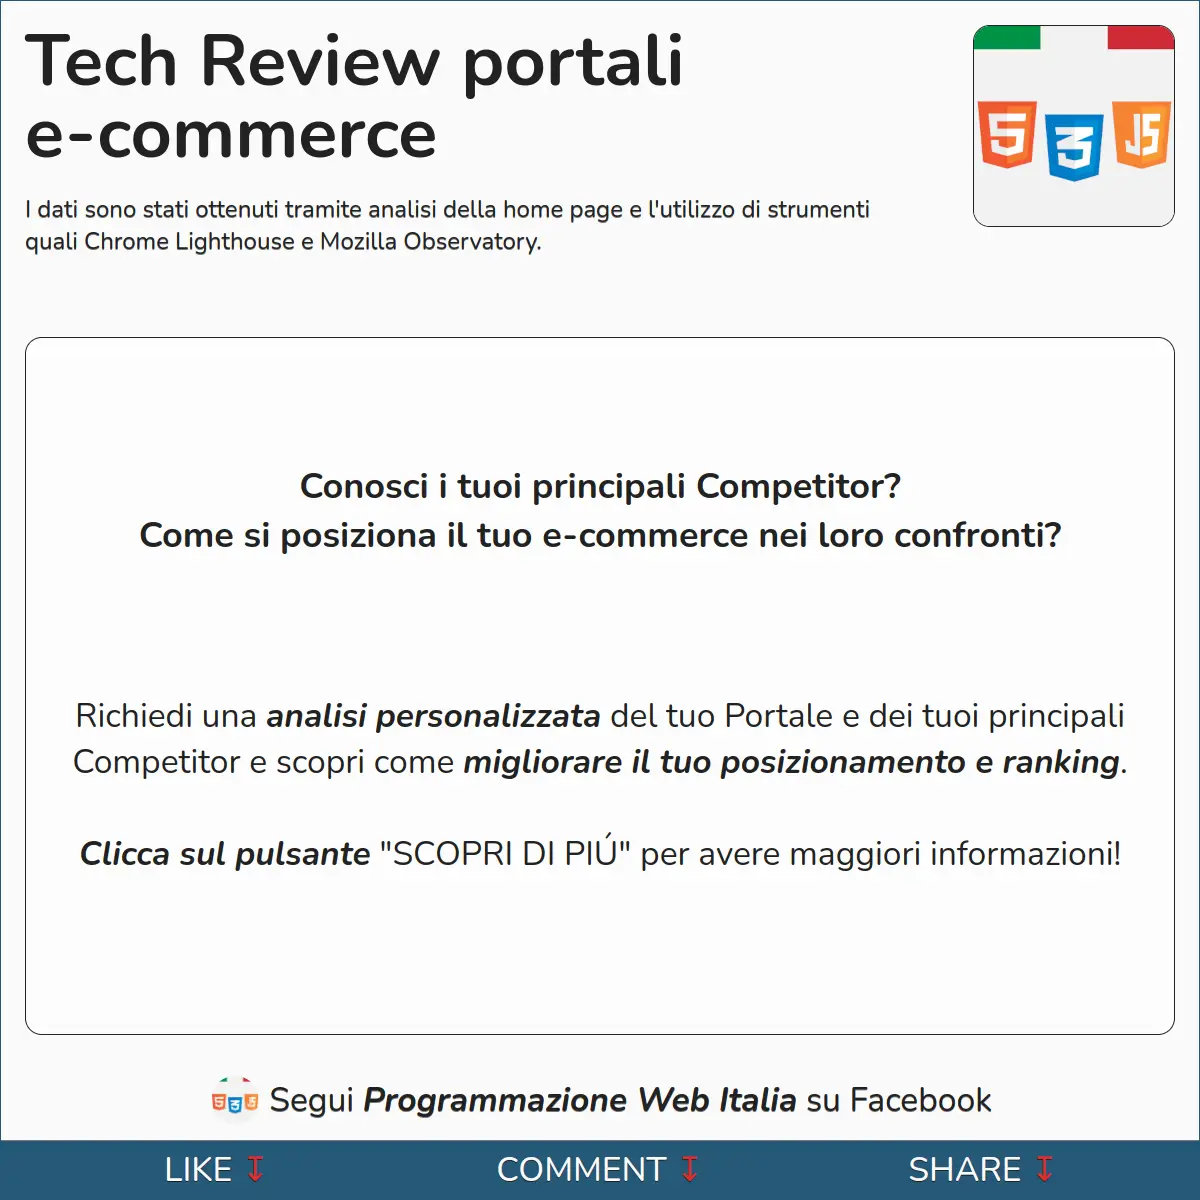 Tech Review portali
e-commerce
I dati sono stati ottenuti tramite analisi della home page e l'utilizzo di strumenti
quali Chrome Lighthouse e Mozilla Observatory.
5 3 JS
Conosci i tuoi principali Competitor?
Come si posiziona il tuo e-commerce nei loro confronti?
Richiedi una analisi personalizzata del tuo Portale e dei tuoi principali
Competitor e scopri come migliorare il tuo posizionamento e ranking.
Clicca sul pulsante "SCOPRI DI PIÚ" per avere maggiori informazioni!
5 3 5 Segui Programmazione Web Italia su Facebook
LIKE ↧ COMMENT ↧ SHARE ↧